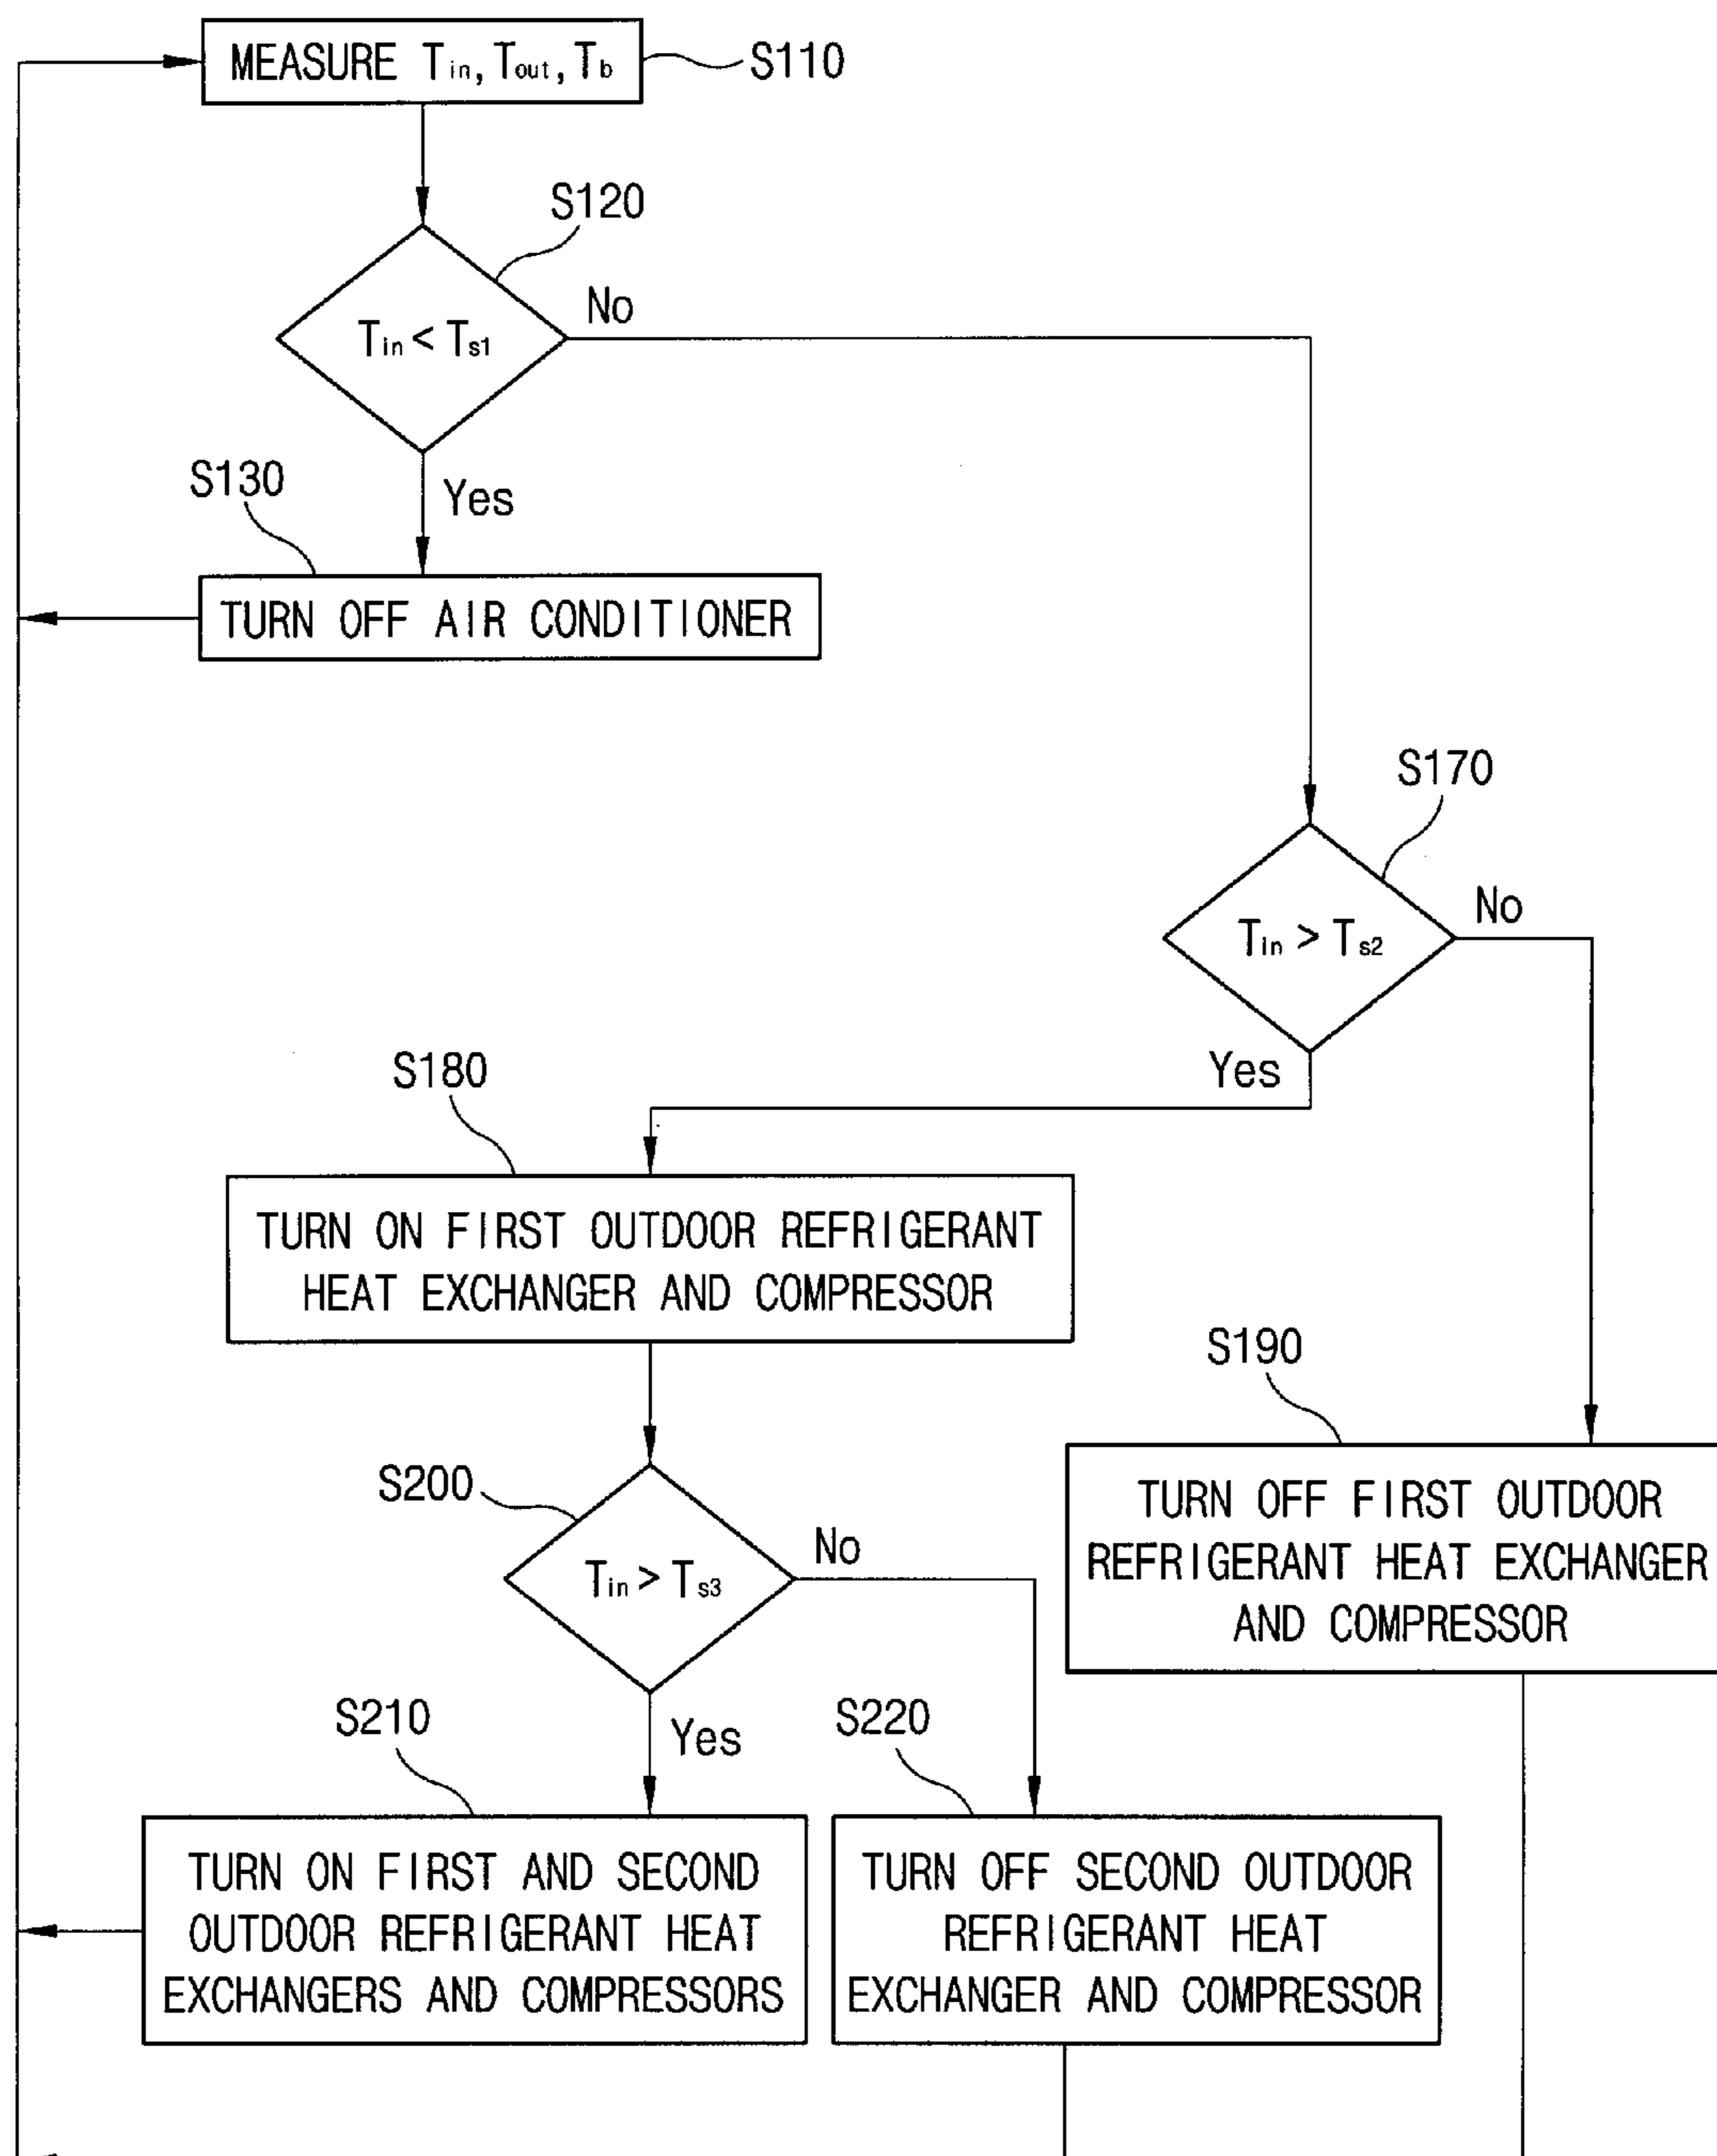 MEASURE Tin, Tout, Tb
S110
S120
Tin < Ts1
No
Yes
S130
TURN OFF AIR CONDITIONER
S170
Tin > Ts2
No
Yes
S180
TURN ON FIRST OUTDOOR REFRIGERANT
HEAT EXCHANGER AND COMPRESSOR
S190
TURN OFF FIRST OUTDOOR
REFRIGERANT HEAT EXCHANGER
AND COMPRESSOR
S200
Tin > Ts3
No
Yes
S210
TURN ON FIRST AND SECOND
OUTDOOR REFRIGERANT HEAT
EXCHANGERS AND COMPRESSORS
S220
TURN OFF SECOND OUTDOOR
REFRIGERANT HEAT
EXCHANGER AND COMPRESSOR